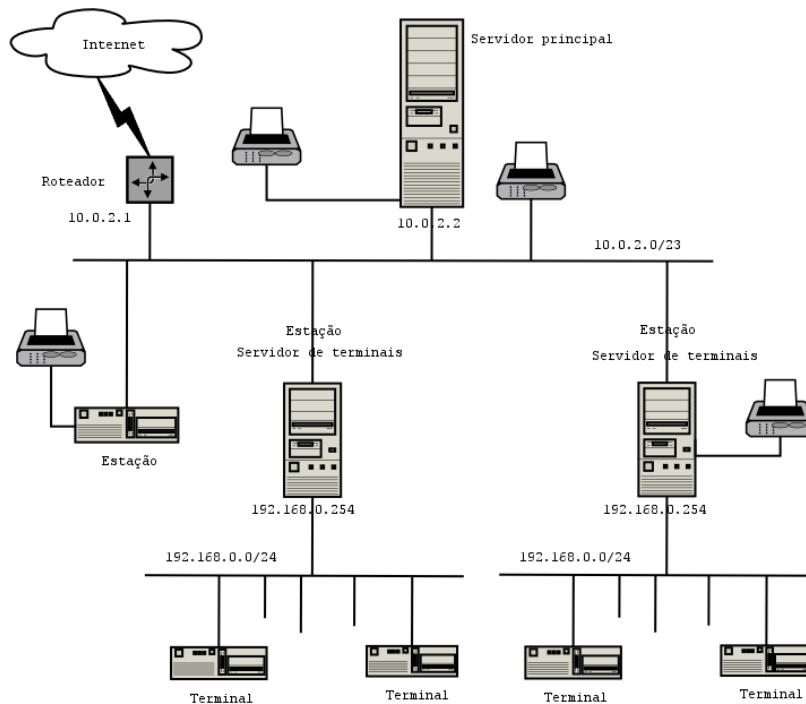 Internet
Servidor principal
Roteador
10.0.2.1
10.0.2.2
10.0.2.0/23
Estação
Servidor de terminais
Estação
Servidor de terminais
Estação
192.168.0.254
192.168.0.254
192.168.0.0/24
192.168.0.0/24
Terminal
Terminal
Terminal
Terminal